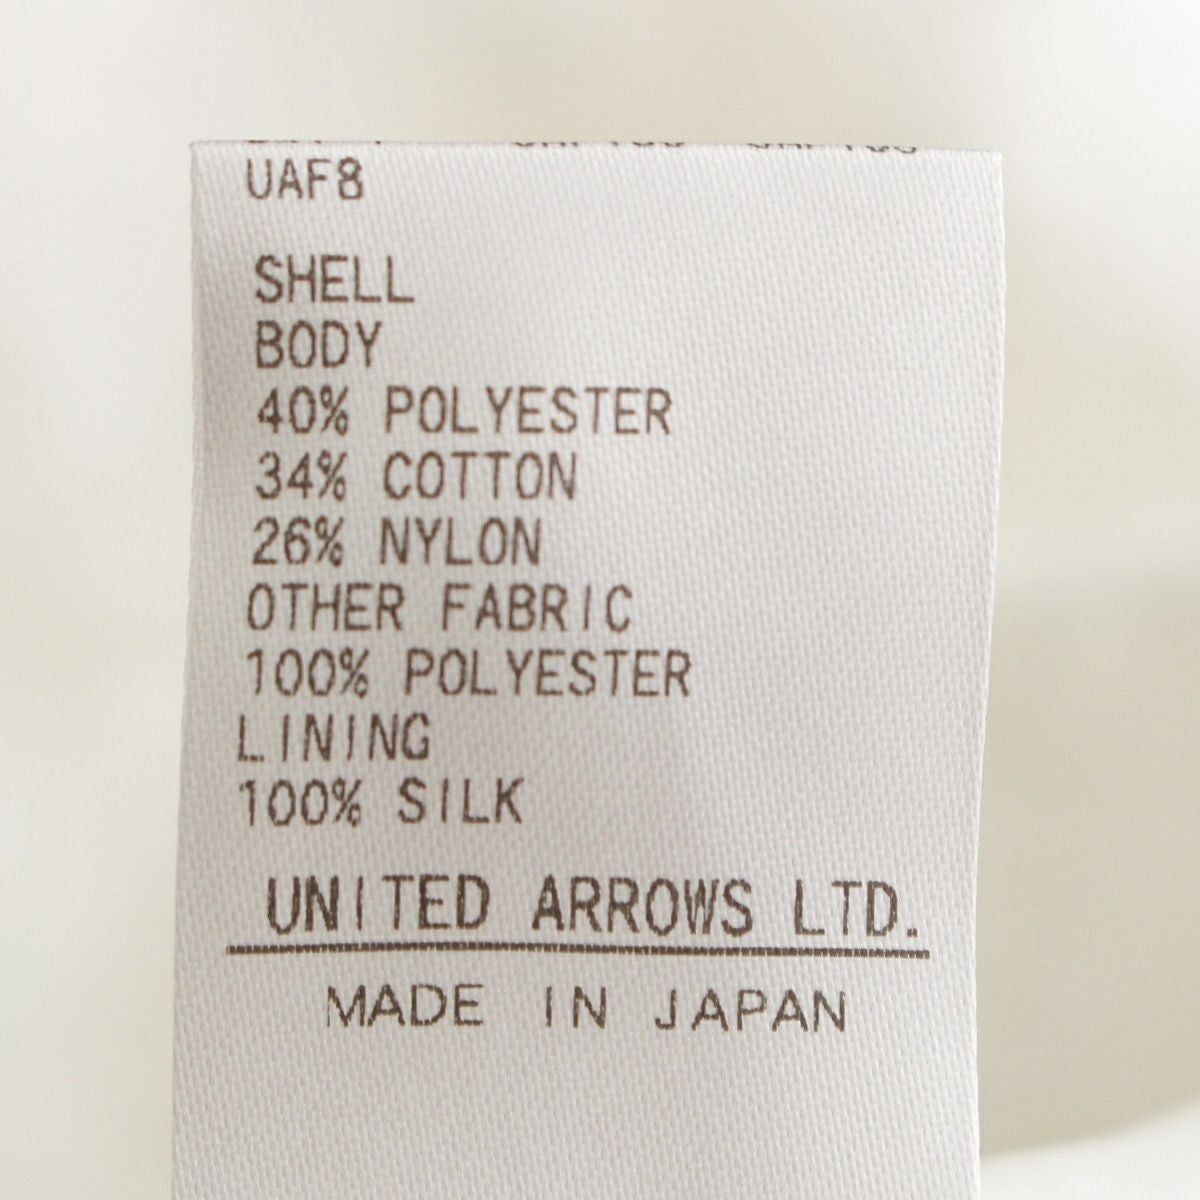 UAF8
SHELL
BODY
40% POLYESTER
34% COTTON
26% NYLON
OTHER FABRIC
100% POLYESTER
LINING
100% SILK
UNITED ARROWS LTD.
MADE IN JAPAN